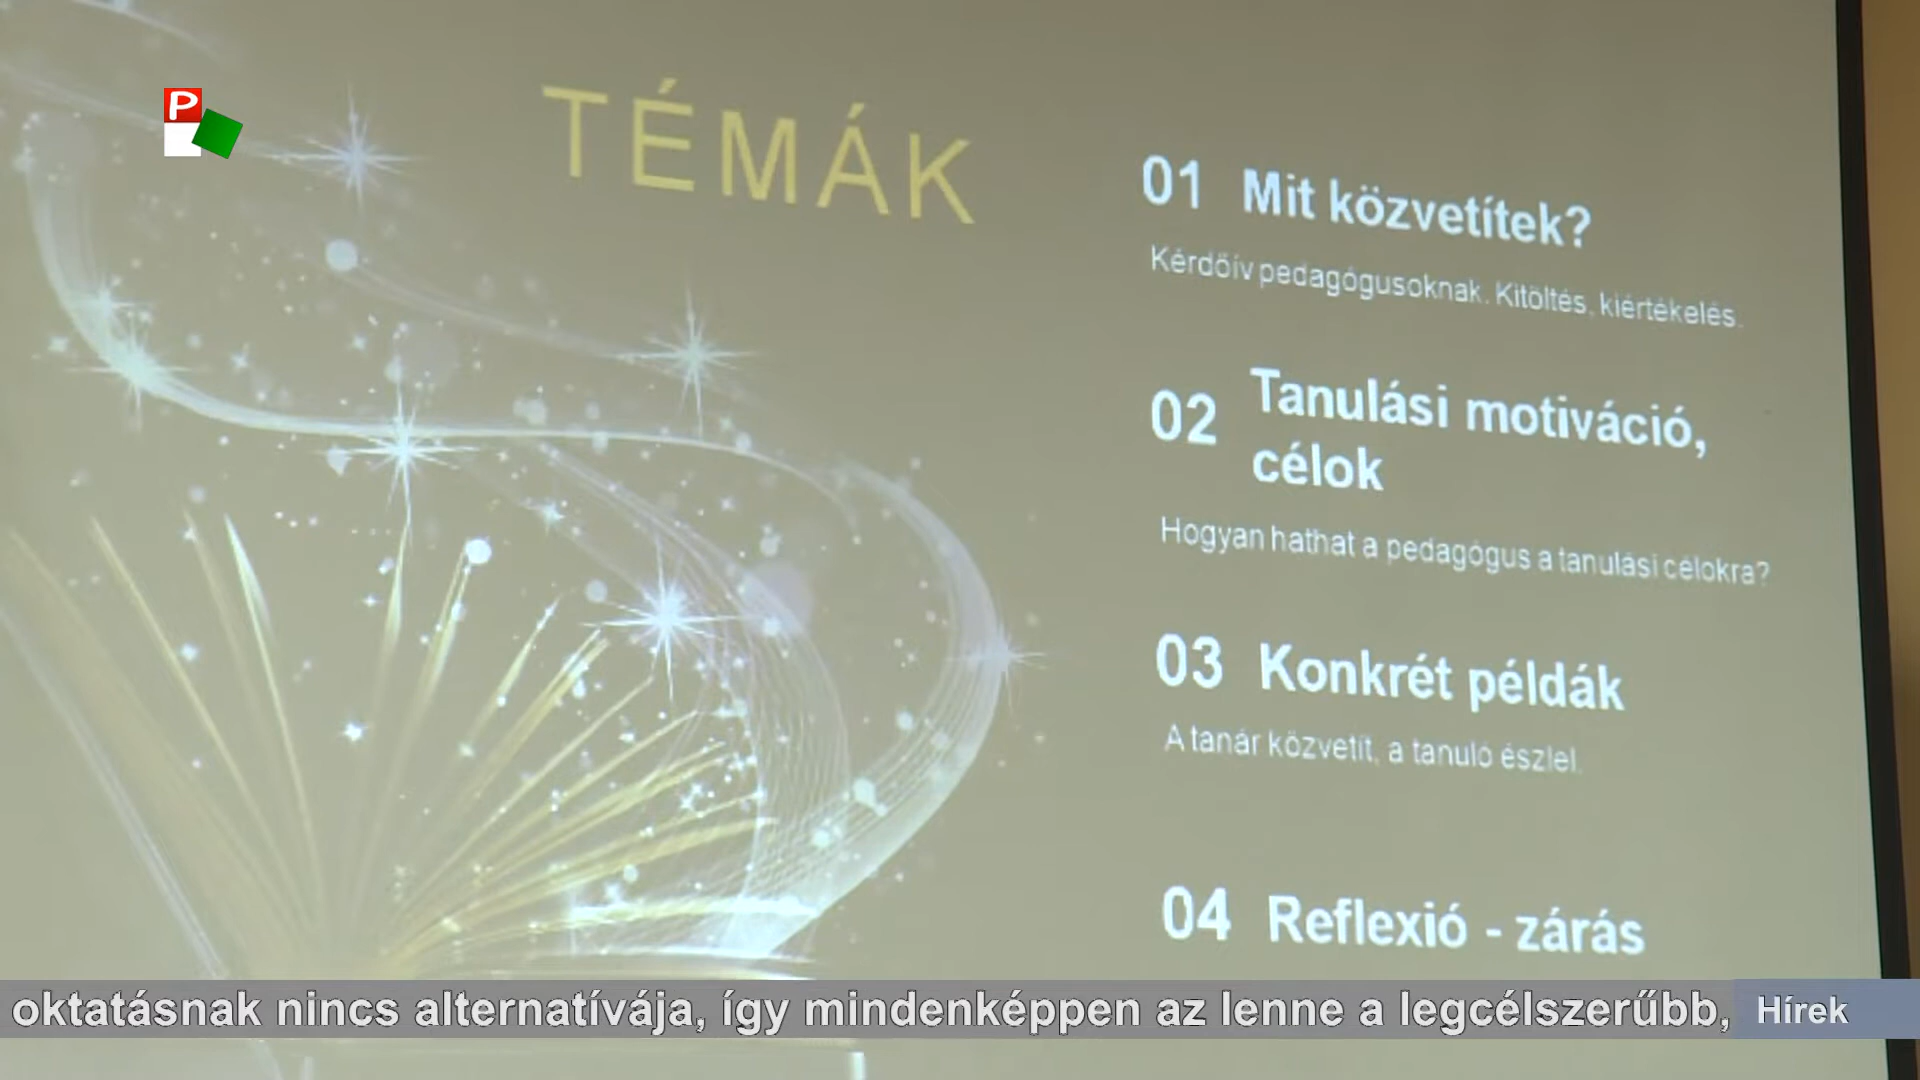 P
TÉMÁK
01 Mit közvetítek?
Kérdőív pedagógusoknak. Kitöltés, kiértékelés.
02 Tanulási motiváció,
célok
Hogyan hathat a pedagógus a tanulási célokra?
03 Konkrét példák
A tanár közvetít, a tanuló észlel.
04 Reflexió - zárás
oktatásnak nincs alternatívája, így mindenképpen az lenne a legcélszerűbb,
Hírek